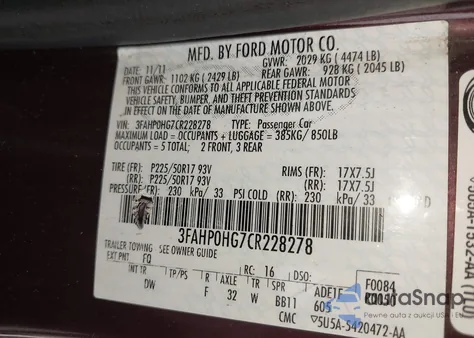 MFD. BY FORD MOTOR CO.
DATE: 11/11 GVWR: 2029 KG ( 4474 LB)
FRONT GAWR: 1102 KG ( 2429 LB) REAR GAWR: 928 KG ( 2045 LB)
THIS VEHICLE CONFORMS TO ALL APPLICABLE FEDERAL MOTOR
VEHICLE SAFETY, BUMPER, AND THEFT PREVENTION STANDARDS
IN EFFECT ON THE DATE OF MANUFACTURE SHOWN ABOVE.
VIN: 3FAHP0HG7CR228278 TYPE: Passenger Car
MAXIMUM LOAD = OCCUPANTS + LUGGAGE = 385KG/ 850LB
OCCUPANTS = 5 TOTAL: 2 FRONT, 3 REAR
TIRE (FR): P225/50R17 93V RIMS (FR): 17X7.5J
(RR): P225/50R17 93V (RR): 17X7.5J
PRESSURE (FR): 230 kPa/ 33 PSI COLD (RR): 230 kPa/ 33
3FAHP0HG7CR228278
TRAILER TOWING - SEE OWNER GUIDE
EXT PNT: FQ RC: 16 DSO: F0084
INT TR TP/PS R AXLE TR SPR
DW F 32 W BB11
CMC
5U5A-5420472-AA